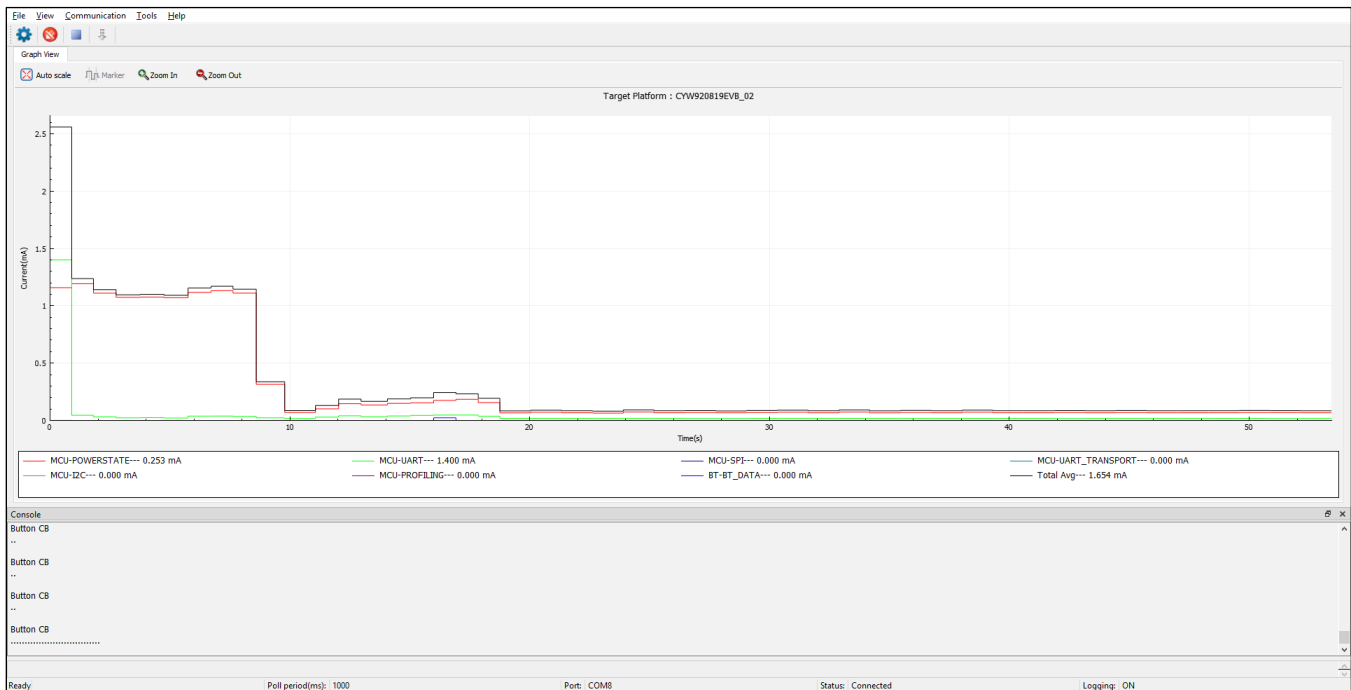 File View Communication Tools Help
Graph View
Auto scale Marker Zoom In Zoom Out
Target Platform : CYW920819EVB_02
2.5
2
1.5
1
0.5
0
Current(mA)
0 10 20 30 40 50
Time(s)
MCU-POWERSTATE--- 0.253 mA MCU-UART--- 1.400 mA MCU-SPI--- 0.000 mA MCU-UART_TRANSPORT--- 0.000 mA
MCU-I2C--- 0.000 mA MCU-PROFILING--- 0.000 mA BT-BT_DATA--- 0.000 mA Total Avg--- 1.654 mA
Console
Button CB
..
Button CB
..
Button CB
..
Button CB
................................
Ready Poll period(ms): 1000 Port: COM8 Status: Connected Logging: ON